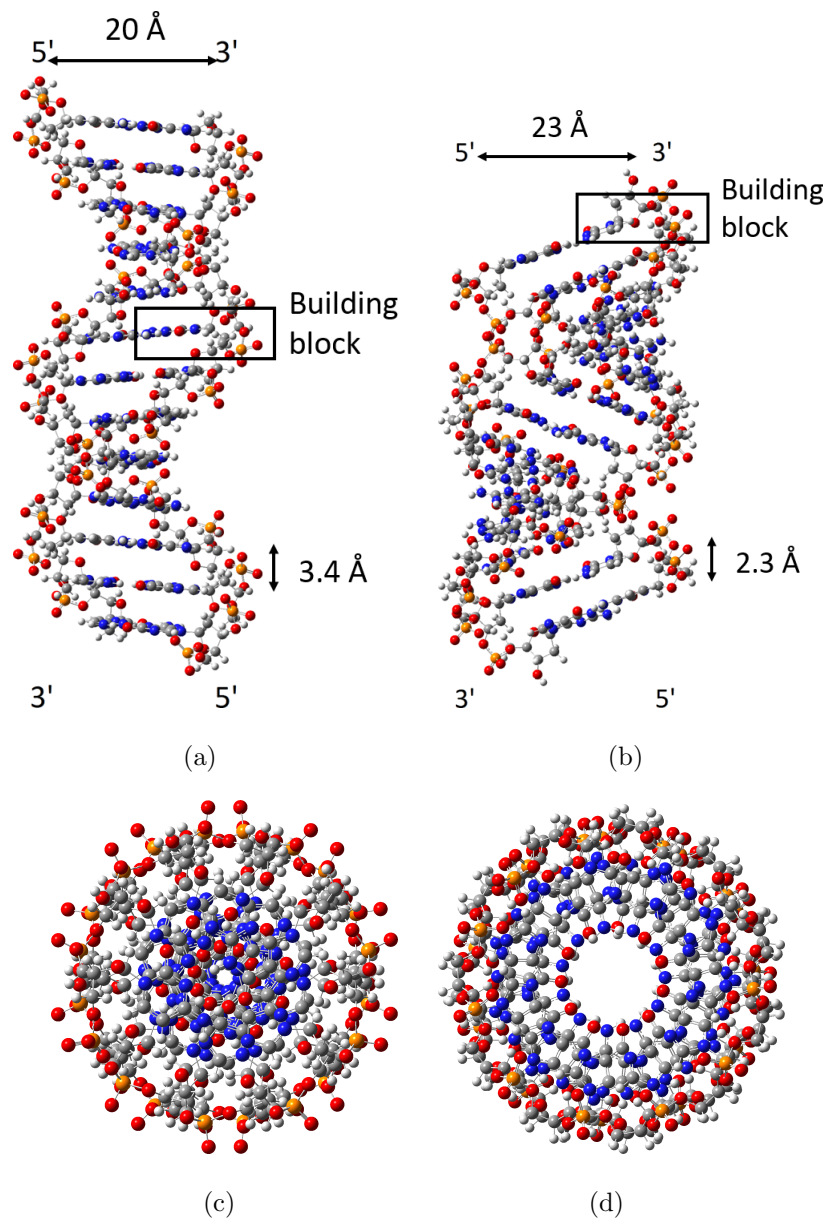 20 Å
5' 3'
Building
block
3.4 Å
3' 5'
(a)
23 Å
5' 3'
Building
block
2.3 Å
3' 5'
(b)
(c)
(d)